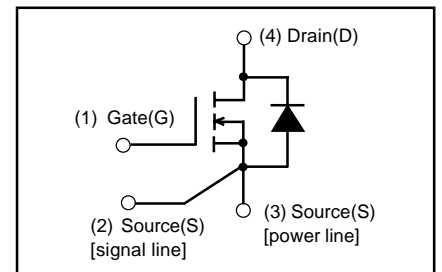 (4) Drain(D)
(1) Gate(G)
(2) Source(S)
[signal line]
(3) Source(S)
[power line]